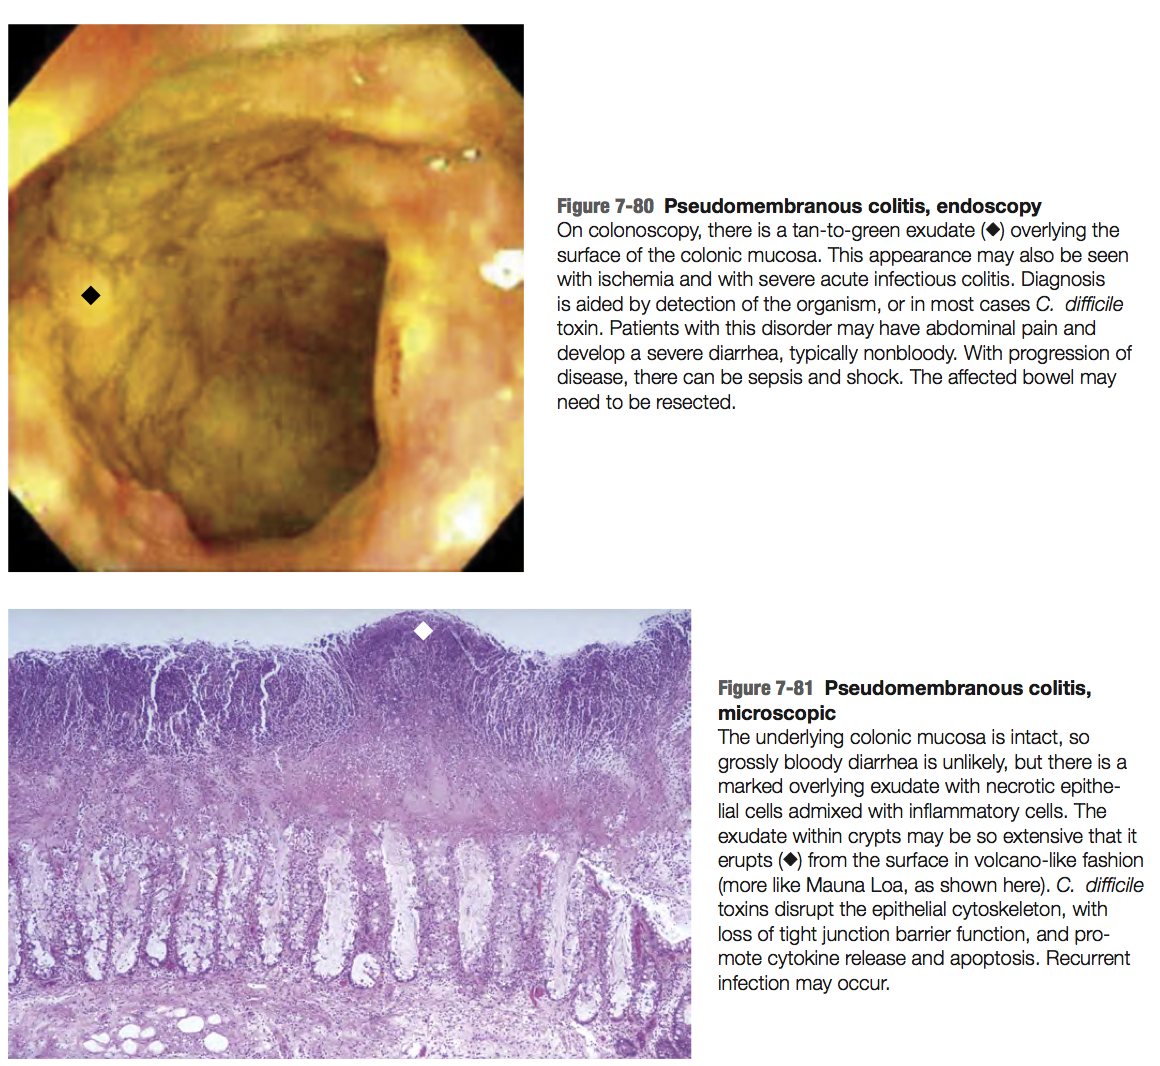 Figure 7-80 Pseudomembranous colitis, endoscopy
On colonoscopy, there is a tan-to-green exudate (◆) overlying the
surface of the colonic mucosa. This appearance may also be seen
with ischemia and with severe acute infectious colitis. Diagnosis
is aided by detection of the organism, or in most cases C. difficile
toxin. Patients with this disorder may have abdominal pain and
develop a severe diarrhea, typically nonbloody. With progression of
disease, there can be sepsis and shock. The affected bowel may
need to be resected.
Figure 7-81 Pseudomembranous colitis,
microscopic
The underlying colonic mucosa is intact, so
grossly bloody diarrhea is unlikely, but there is a
marked overlying exudate with necrotic epithe-
lial cells admixed with inflammatory cells. The
exudate within crypts may be so extensive that it
erupts (◆) from the surface in volcano-like fashion
(more like Mauna Loa, as shown here). C. difficile
toxins disrupt the epithelial cytoskeleton, with
loss of tight junction barrier function, and pro-
mote cytokine release and apoptosis. Recurrent
infection may occur.